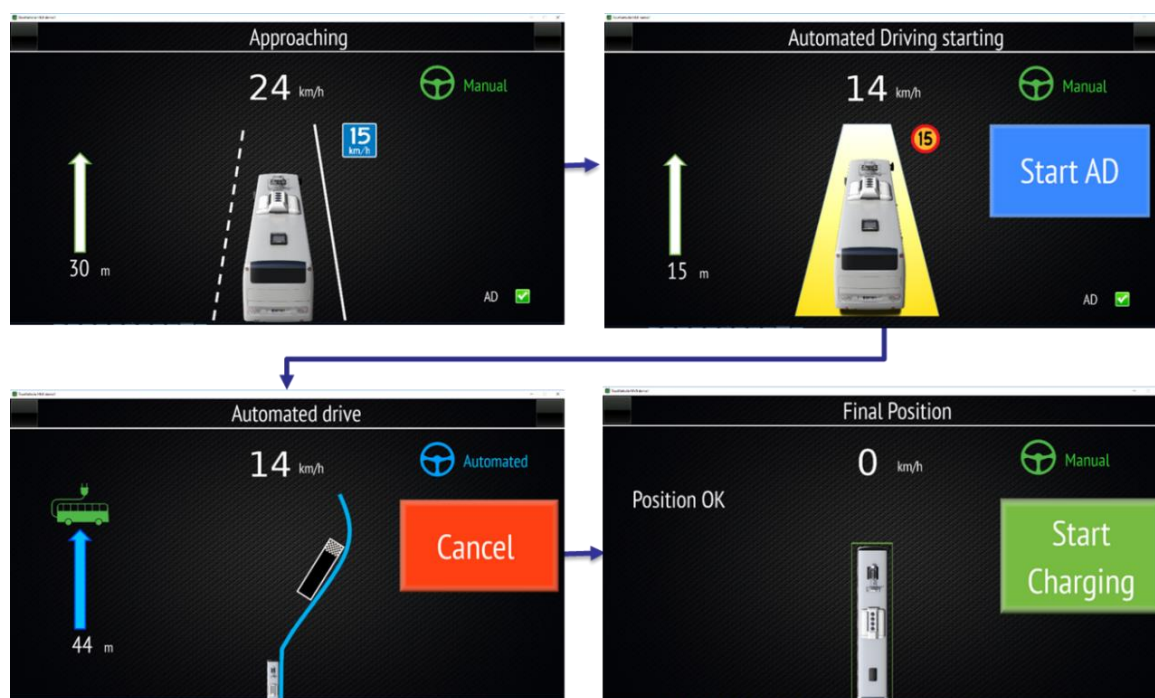 Approaching
24 km/h
Manual
15
km/h
30 m
AD
Automated Driving starting
14 km/h
Manual
15
Start AD
15 m
AD
Automated drive
14 km/h
Automated
Cancel
44 m
Final Position
0 km/h
Manual
Position OK
Start
Charging